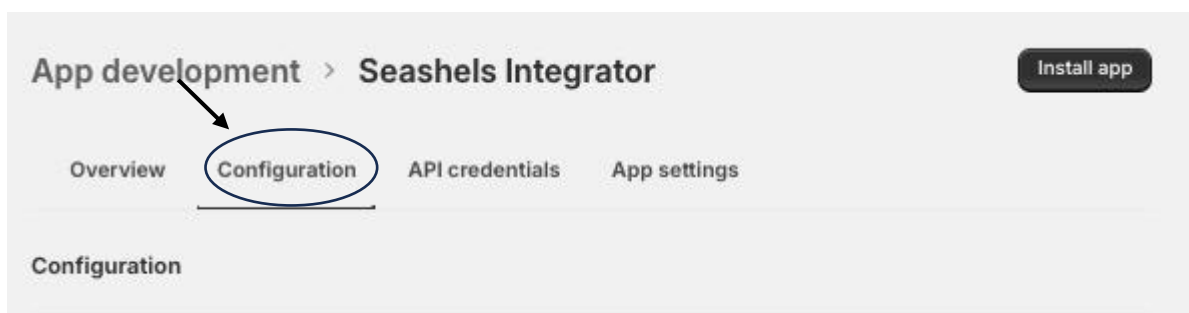 App development > Seashels Integrator
Install app
Overview Configuration API credentials App settings
Configuration